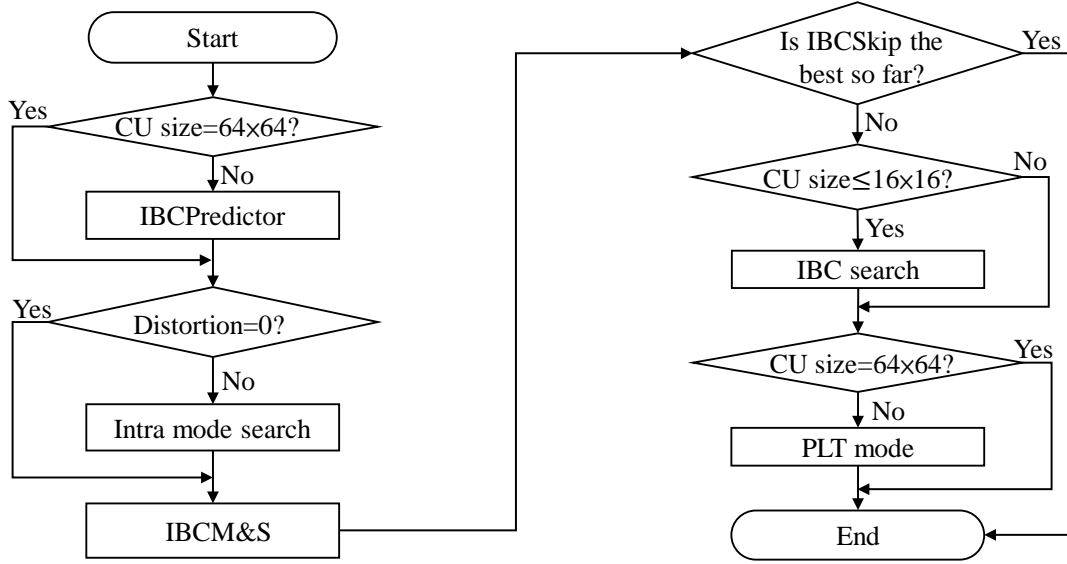 Start
Yes
CU size=64×64?
No
IBCPredictor
Yes
Distortion=0?
No
Intra mode search
IBCM&S
Is IBCSkip the
best so far?
Yes
No
CU size≤16×16?
No
Yes
IBC search
CU size=64×64?
Yes
No
PLT mode
End